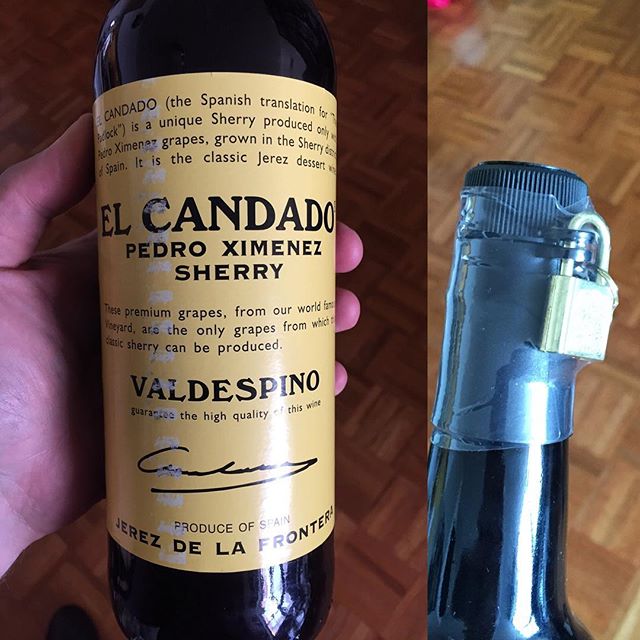 EL CANDADO (the Spanish translation for
") is a unique Sherry produced only
Pedro Ximenez grapes, grown in the Sherry
of Spain. It is the classic Jerez dessert
EL CANDADO
PEDRO XIMENEZ
SHERRY
These premium grapes, from our world
Vineyard, are the only grapes from which
classic sherry can be produced.
VALDESPINO
guarantee the high quality of this wine
PRODUCE OF SPAIN
JEREZ DE LA FRONTERA